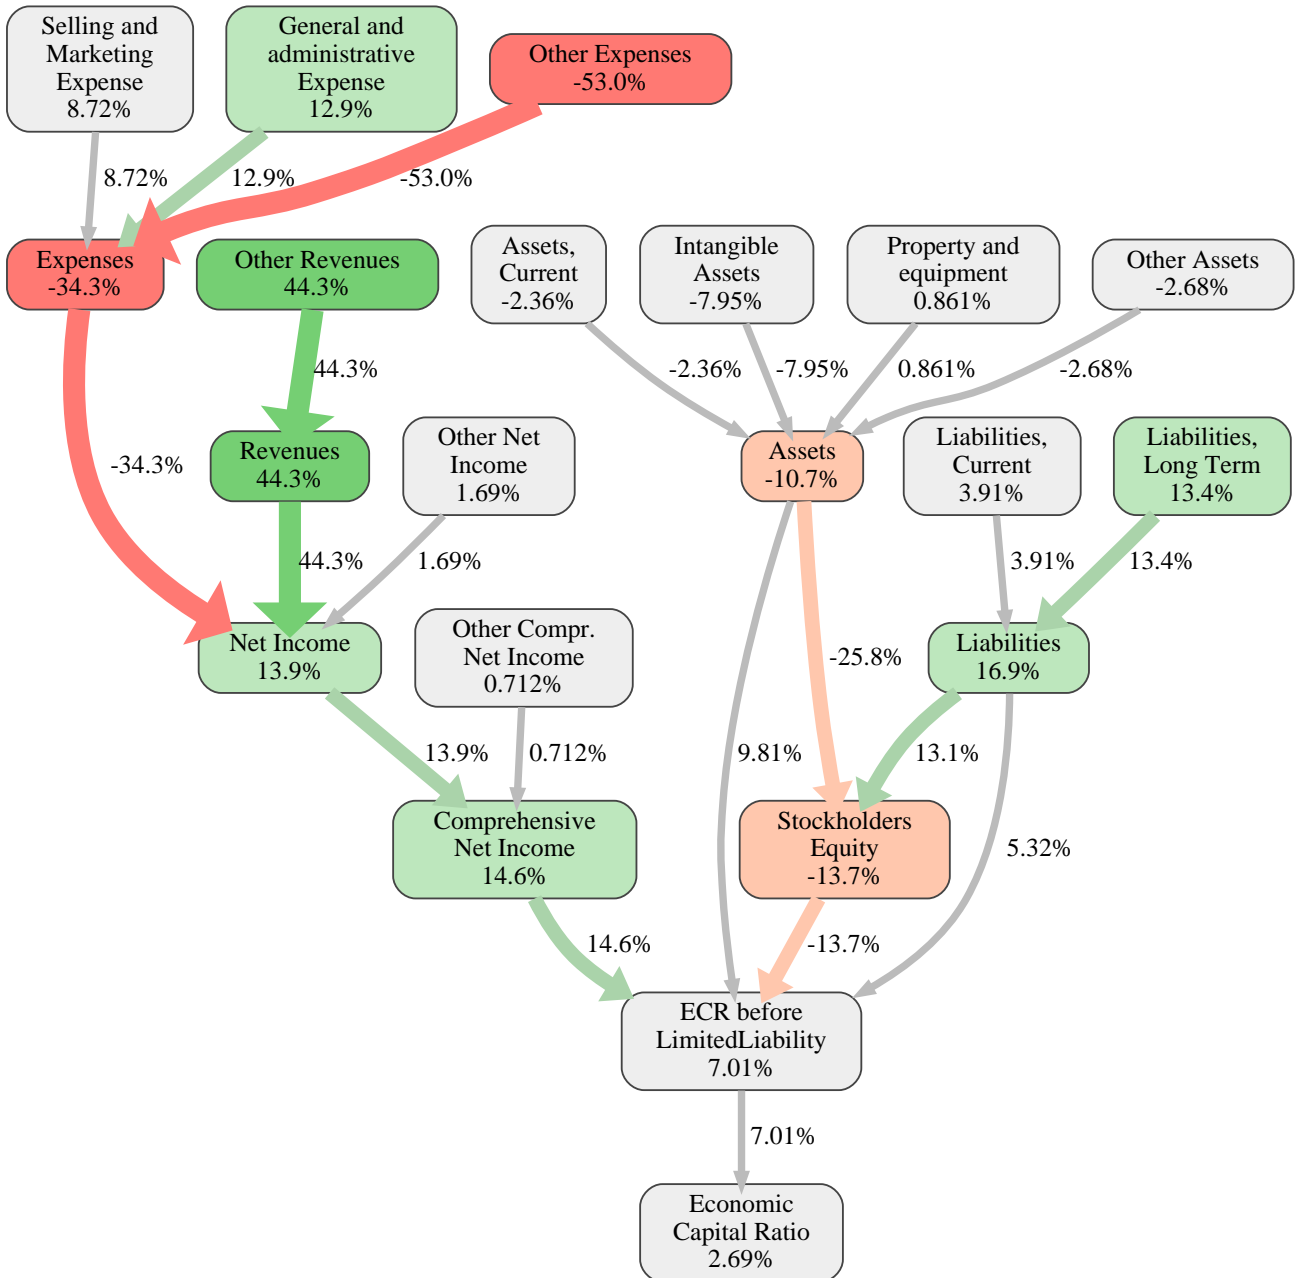 Selling and
Marketing
Expense
8.72%
General and
administrative
Expense
12.9%
Other Expenses
-53.0%
8.72%
12.9%
-53.0%
Expenses
-34.3%
Other Revenues
44.3%
Assets,
Current
-2.36%
Intangible
Assets
-7.95%
Property and
equipment
0.861%
Other Assets
-2.68%
44.3%
-2.36%
-7.95%
0.861%
-2.68%
-34.3%
Revenues
44.3%
Other Net
Income
1.69%
Assets
-10.7%
Liabilities,
Current
3.91%
Liabilities,
Long Term
13.4%
44.3%
1.69%
3.91%
13.4%
Net Income
13.9%
Other Compr.
Net Income
0.712%
-25.8%
Liabilities
16.9%
13.9%
0.712%
9.81%
13.1%
Comprehensive
Net Income
14.6%
Stockholders
Equity
-13.7%
5.32%
14.6%
-13.7%
ECR before
LimitedLiability
7.01%
7.01%
Economic
Capital Ratio
2.69%